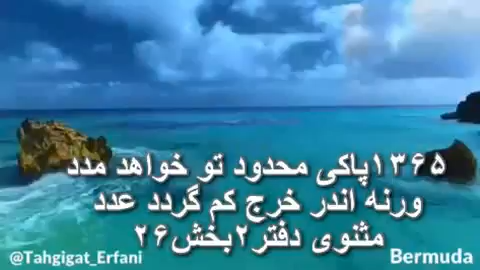 ۱۳۶۵پاکی محدود تو خواهد مدد
ورنه اندر خرج کم گردد عدد
مثنوی دفتر۲بخش۲۶
@Tahgigat_Erfani
Bermuda